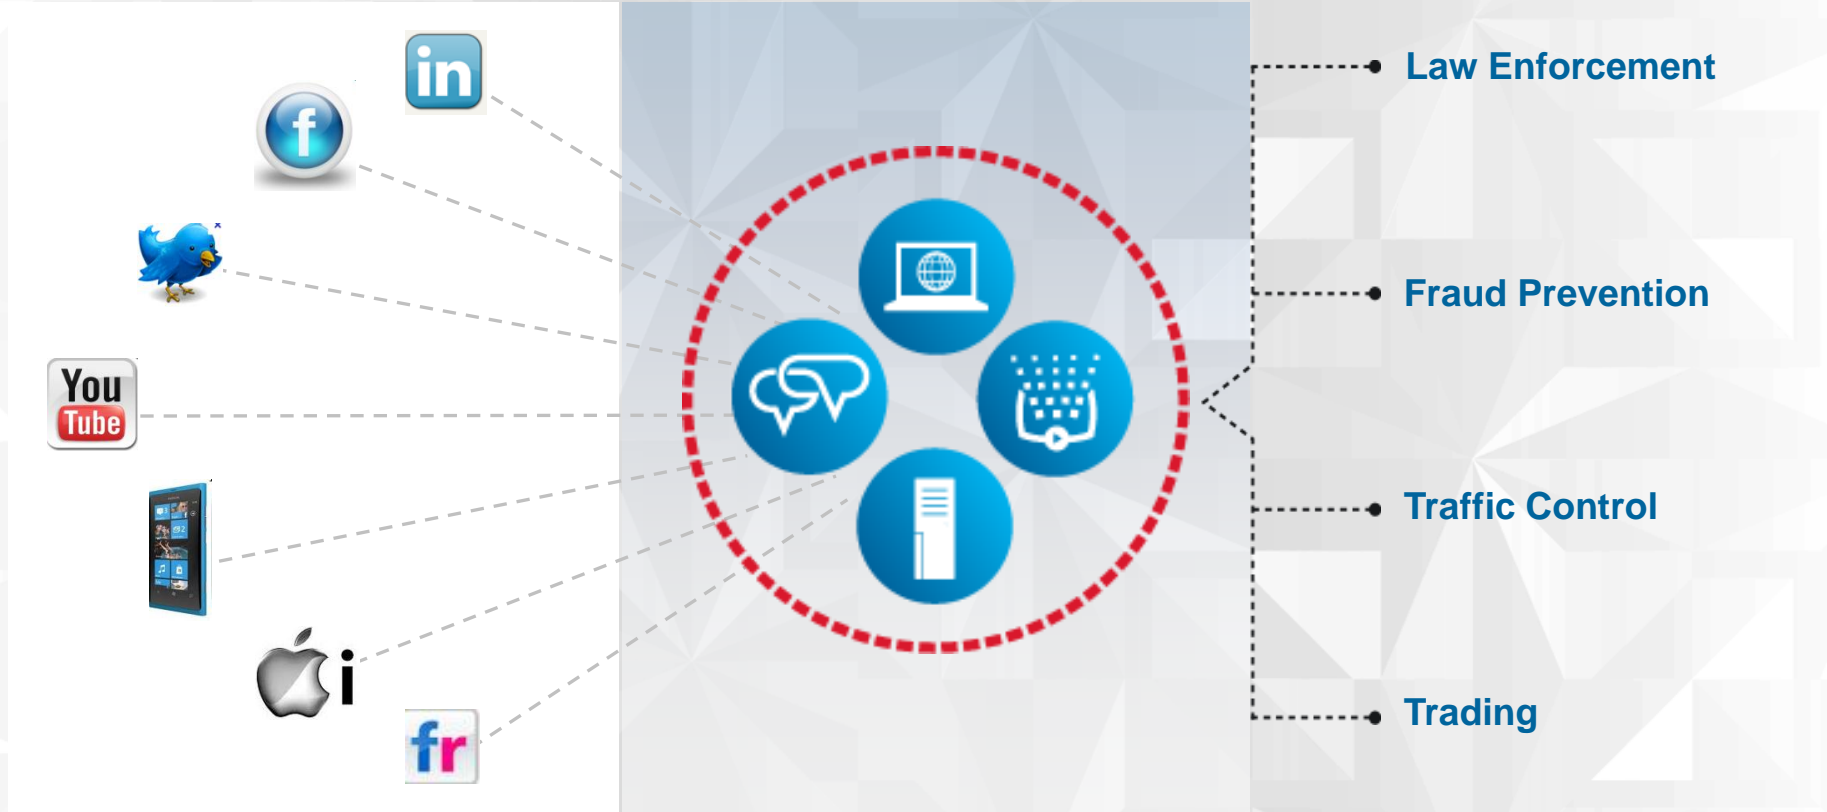 in
Law Enforcement
f
You
Tube
Fraud Prevention
Traffic Control
i
fr
Trading